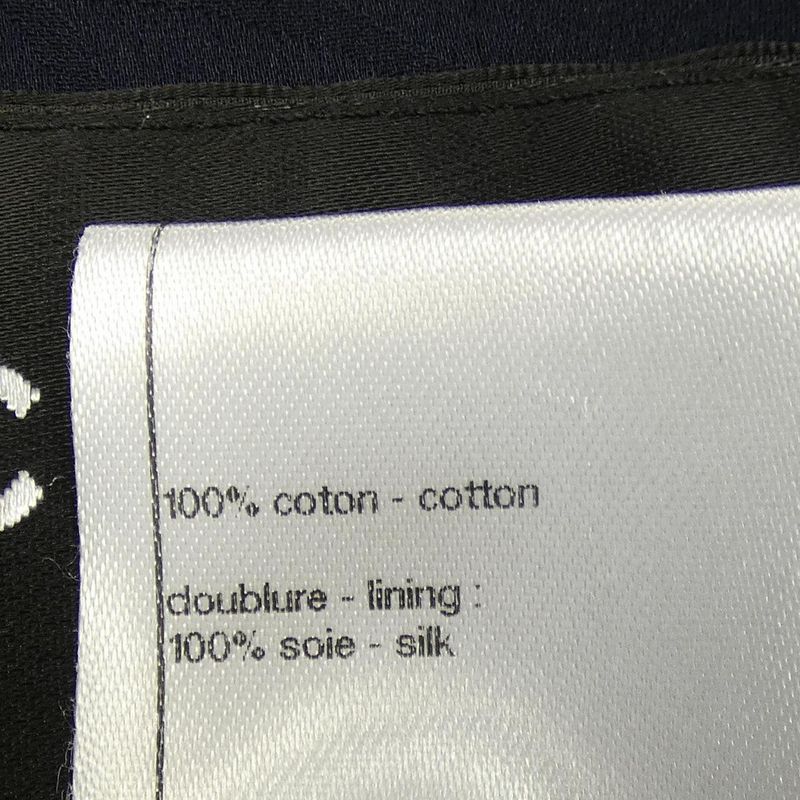 100% coton - cotton
doublure - lining :
100% soie - silk